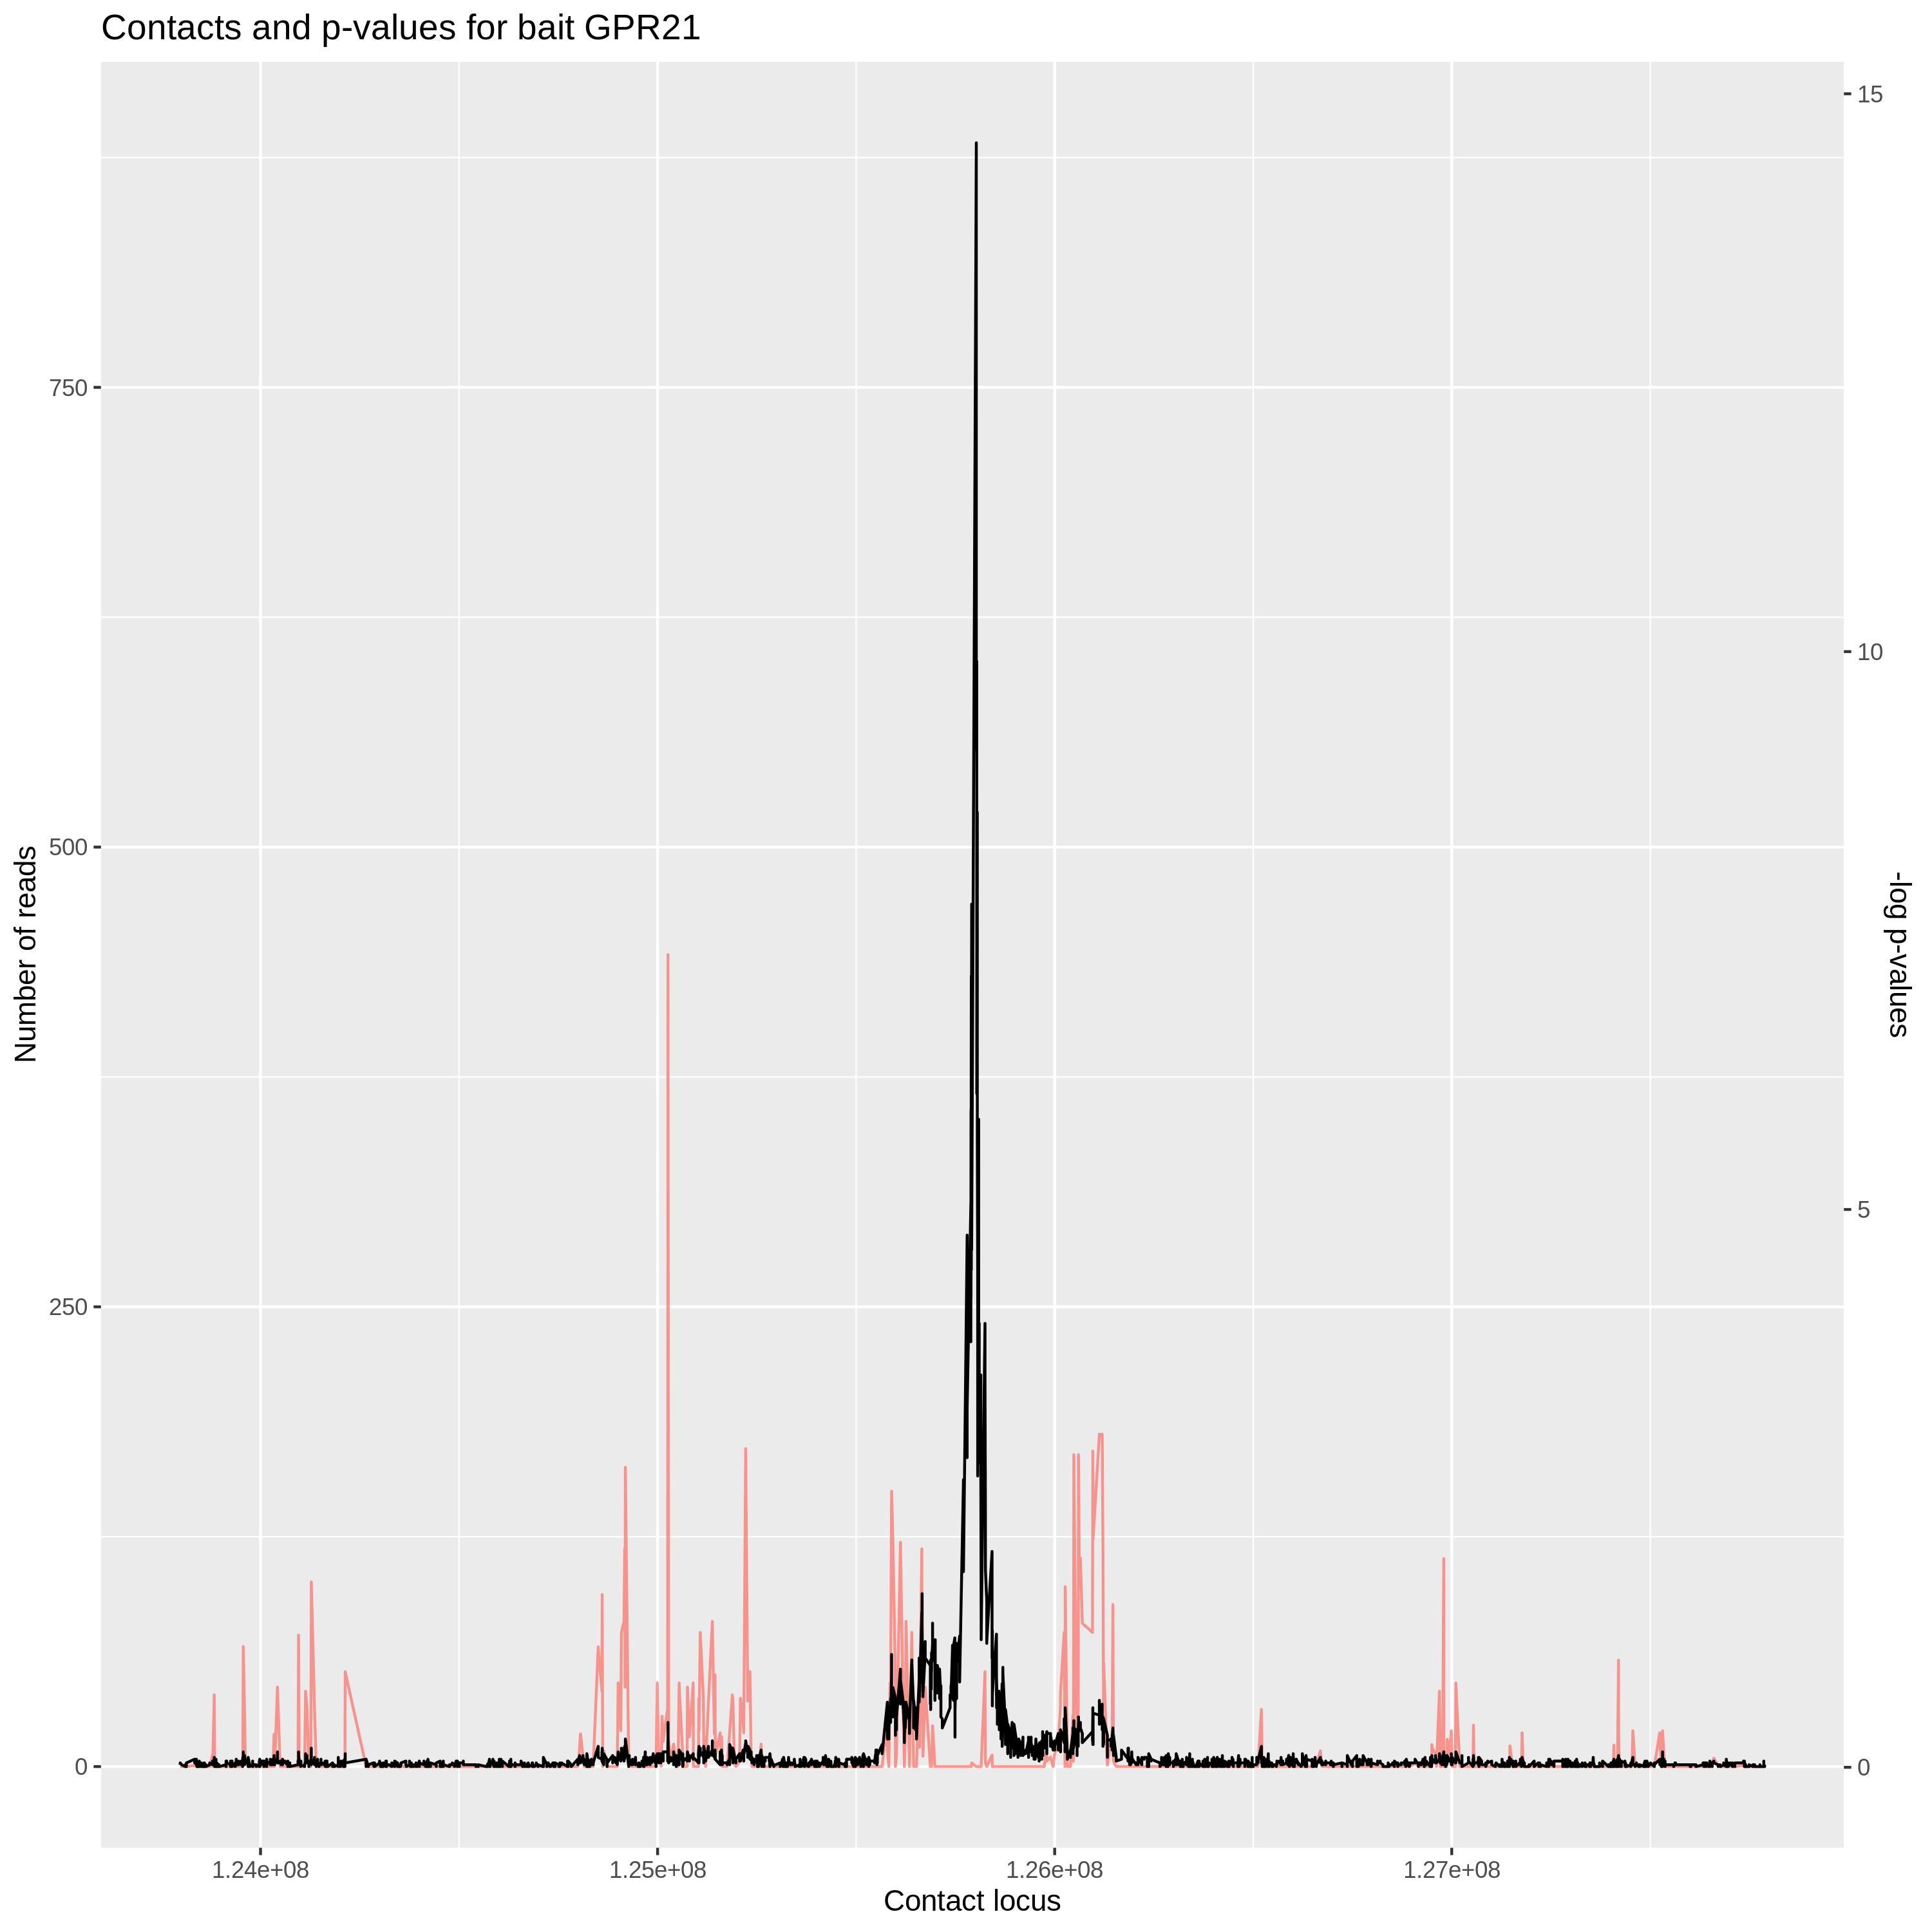 Contacts and p-values for bait GPR21
15
750
10
500
Number of reads
-log p-values
5
250
0
0
1.24e+08
1.25e+08
1.26e+08
1.27e+08
Contact locus